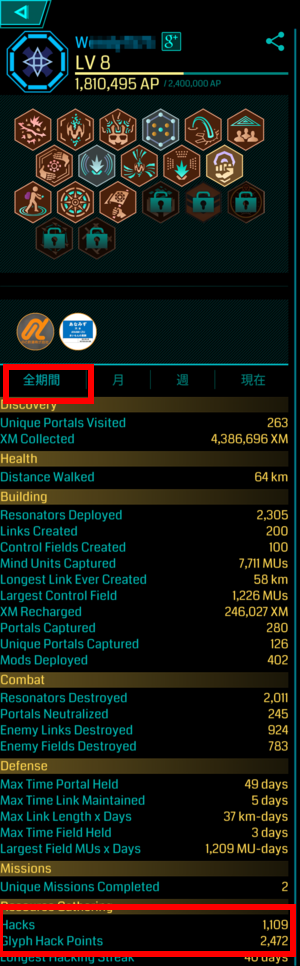 W
g+
LV 8
1,810,495 AP / 2,400,000 AP
全期間 月 週 現在
Discovery
Unique Portals Visited 263
XM Collected 4,386,696 XM
Health
Distance Walked 64 km
Building
Resonators Deployed 2,305
Links Created 200
Control Fields Created 100
Mind Units Captured 7,711 MUs
Longest Link Ever Created 58 km
Largest Control Field 1,226 MUs
XM Recharged 246,027 XM
Portals Captured 280
Unique Portals Captured 126
Mods Deployed 402
Combat
Resonators Destroyed 2,011
Portals Neutralized 245
Enemy Links Destroyed 924
Enemy Fields Destroyed 783
Defense
Max Time Portal Held 49 days
Max Time Link Maintained 5 days
Max Link Length x Days 37 km-days
Max Time Field Held 3 days
Largest Field MUs x Days 1,209 MU-days
Missions
Unique Missions Completed 2
Resource Gathering
Hacks 1,109
Glyph Hack Points 2,472
Longest Hacking Streak 40 days